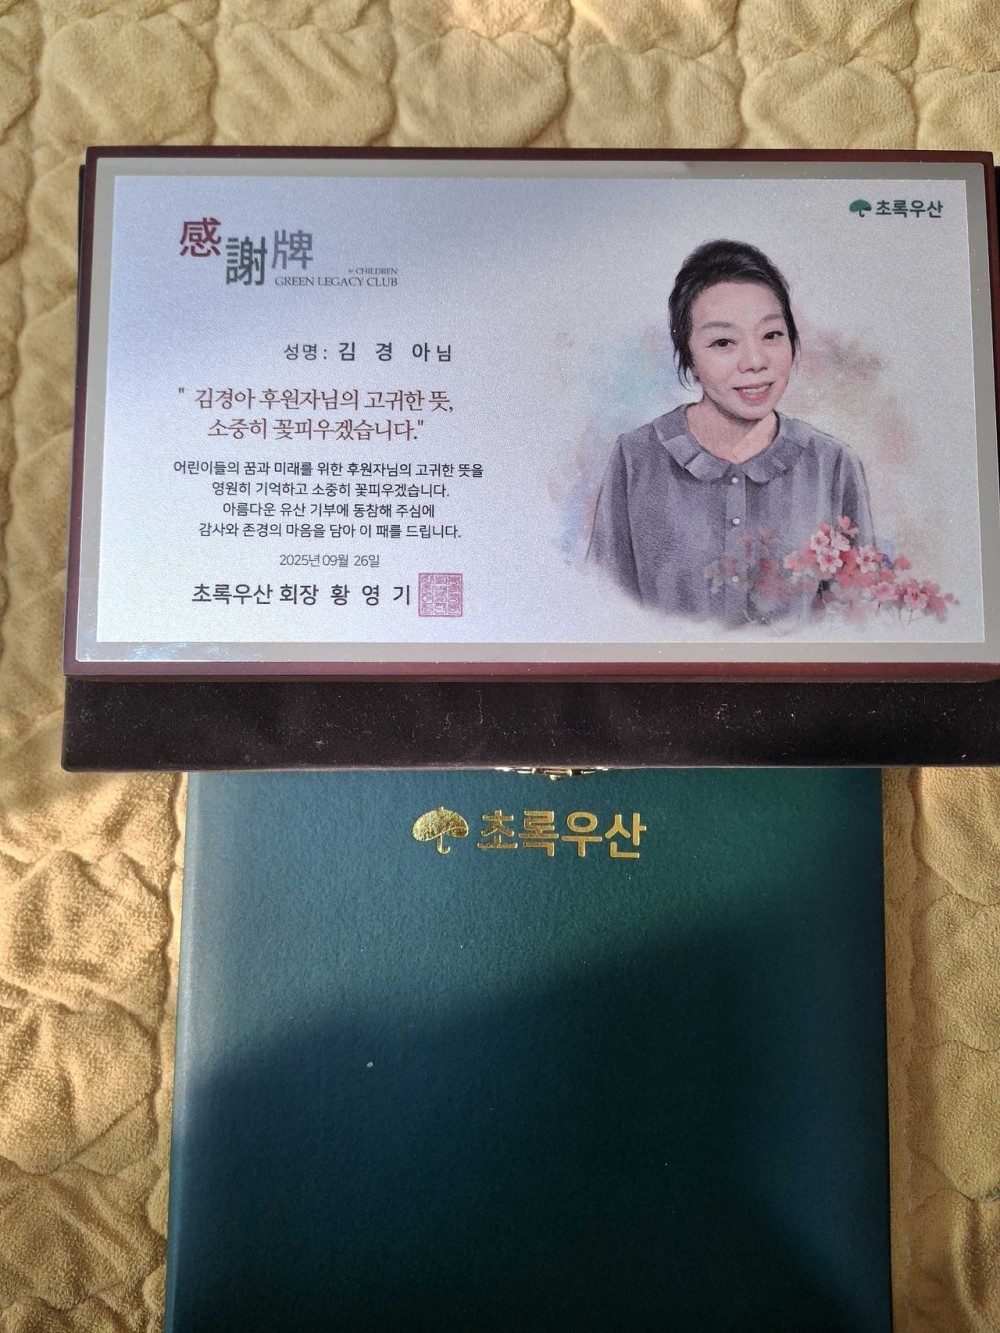 초록우산
感謝牌
for CHILDREN
GREEN LEGACY CLUB
성명: 김 경 아님
" 김경아 후원자님의 고귀한 뜻,
소중히 꽃피우겠습니다."
어린이들의 꿈과 미래를 위한 후원자님의 고귀한 뜻을
영원히 기억하고 소중히 꽃피우겠습니다.
아름다운 유산 기부에 동참해 주심에
감사와 존경의 마음을 담아 이 패를 드립니다.
2025년 09월 26일
초록우산 회장 황 영 기
초록우산